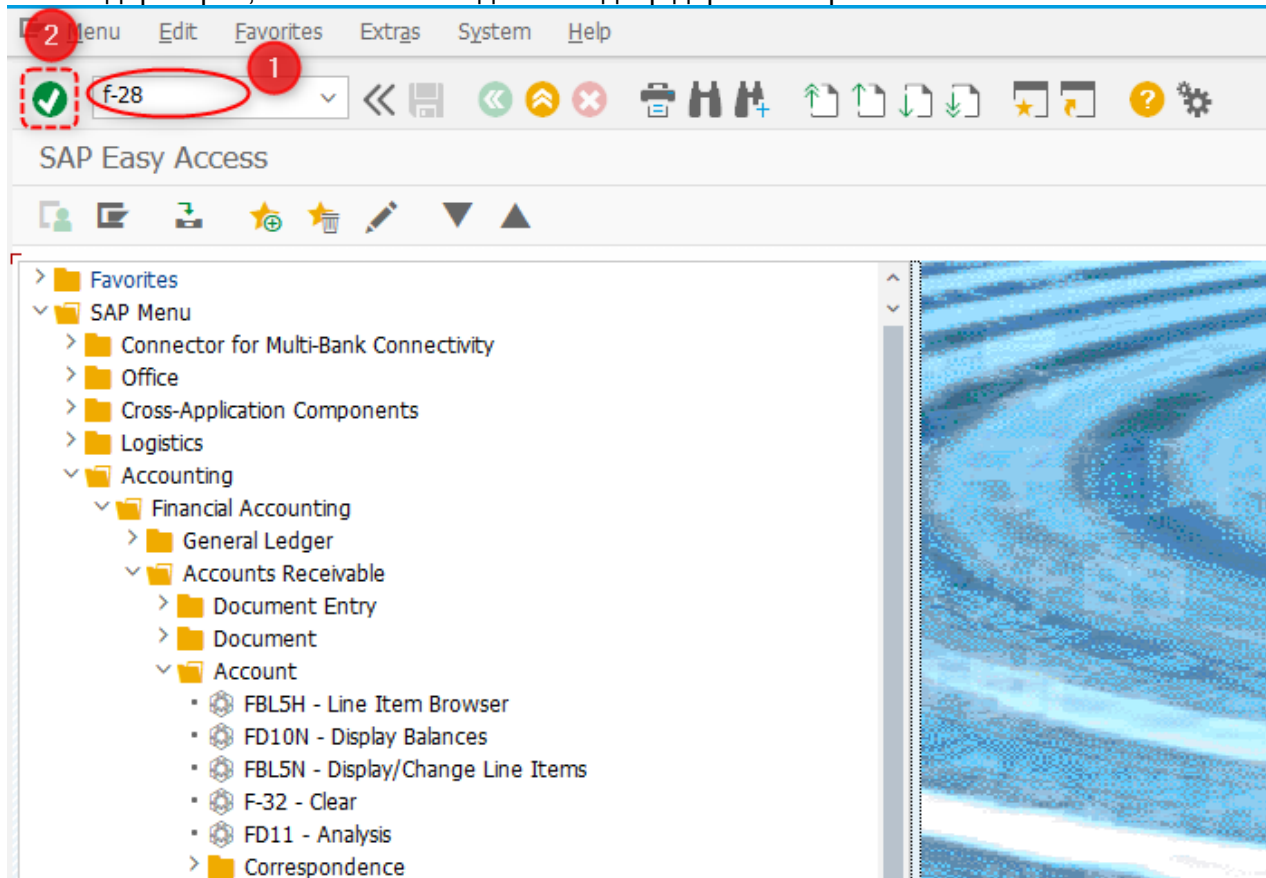 2 Menu Edit Favorites Extras System Help
1
f-28
SAP Easy Access
Favorites
SAP Menu
Connector for Multi-Bank Connectivity
Office
Cross-Application Components
Logistics
Accounting
Financial Accounting
General Ledger
Accounts Receivable
Document Entry
Document
Account
FBL5H - Line Item Browser
FD10N - Display Balances
FBL5N - Display/Change Line Items
F-32 - Clear
FD11 - Analysis
Correspondence